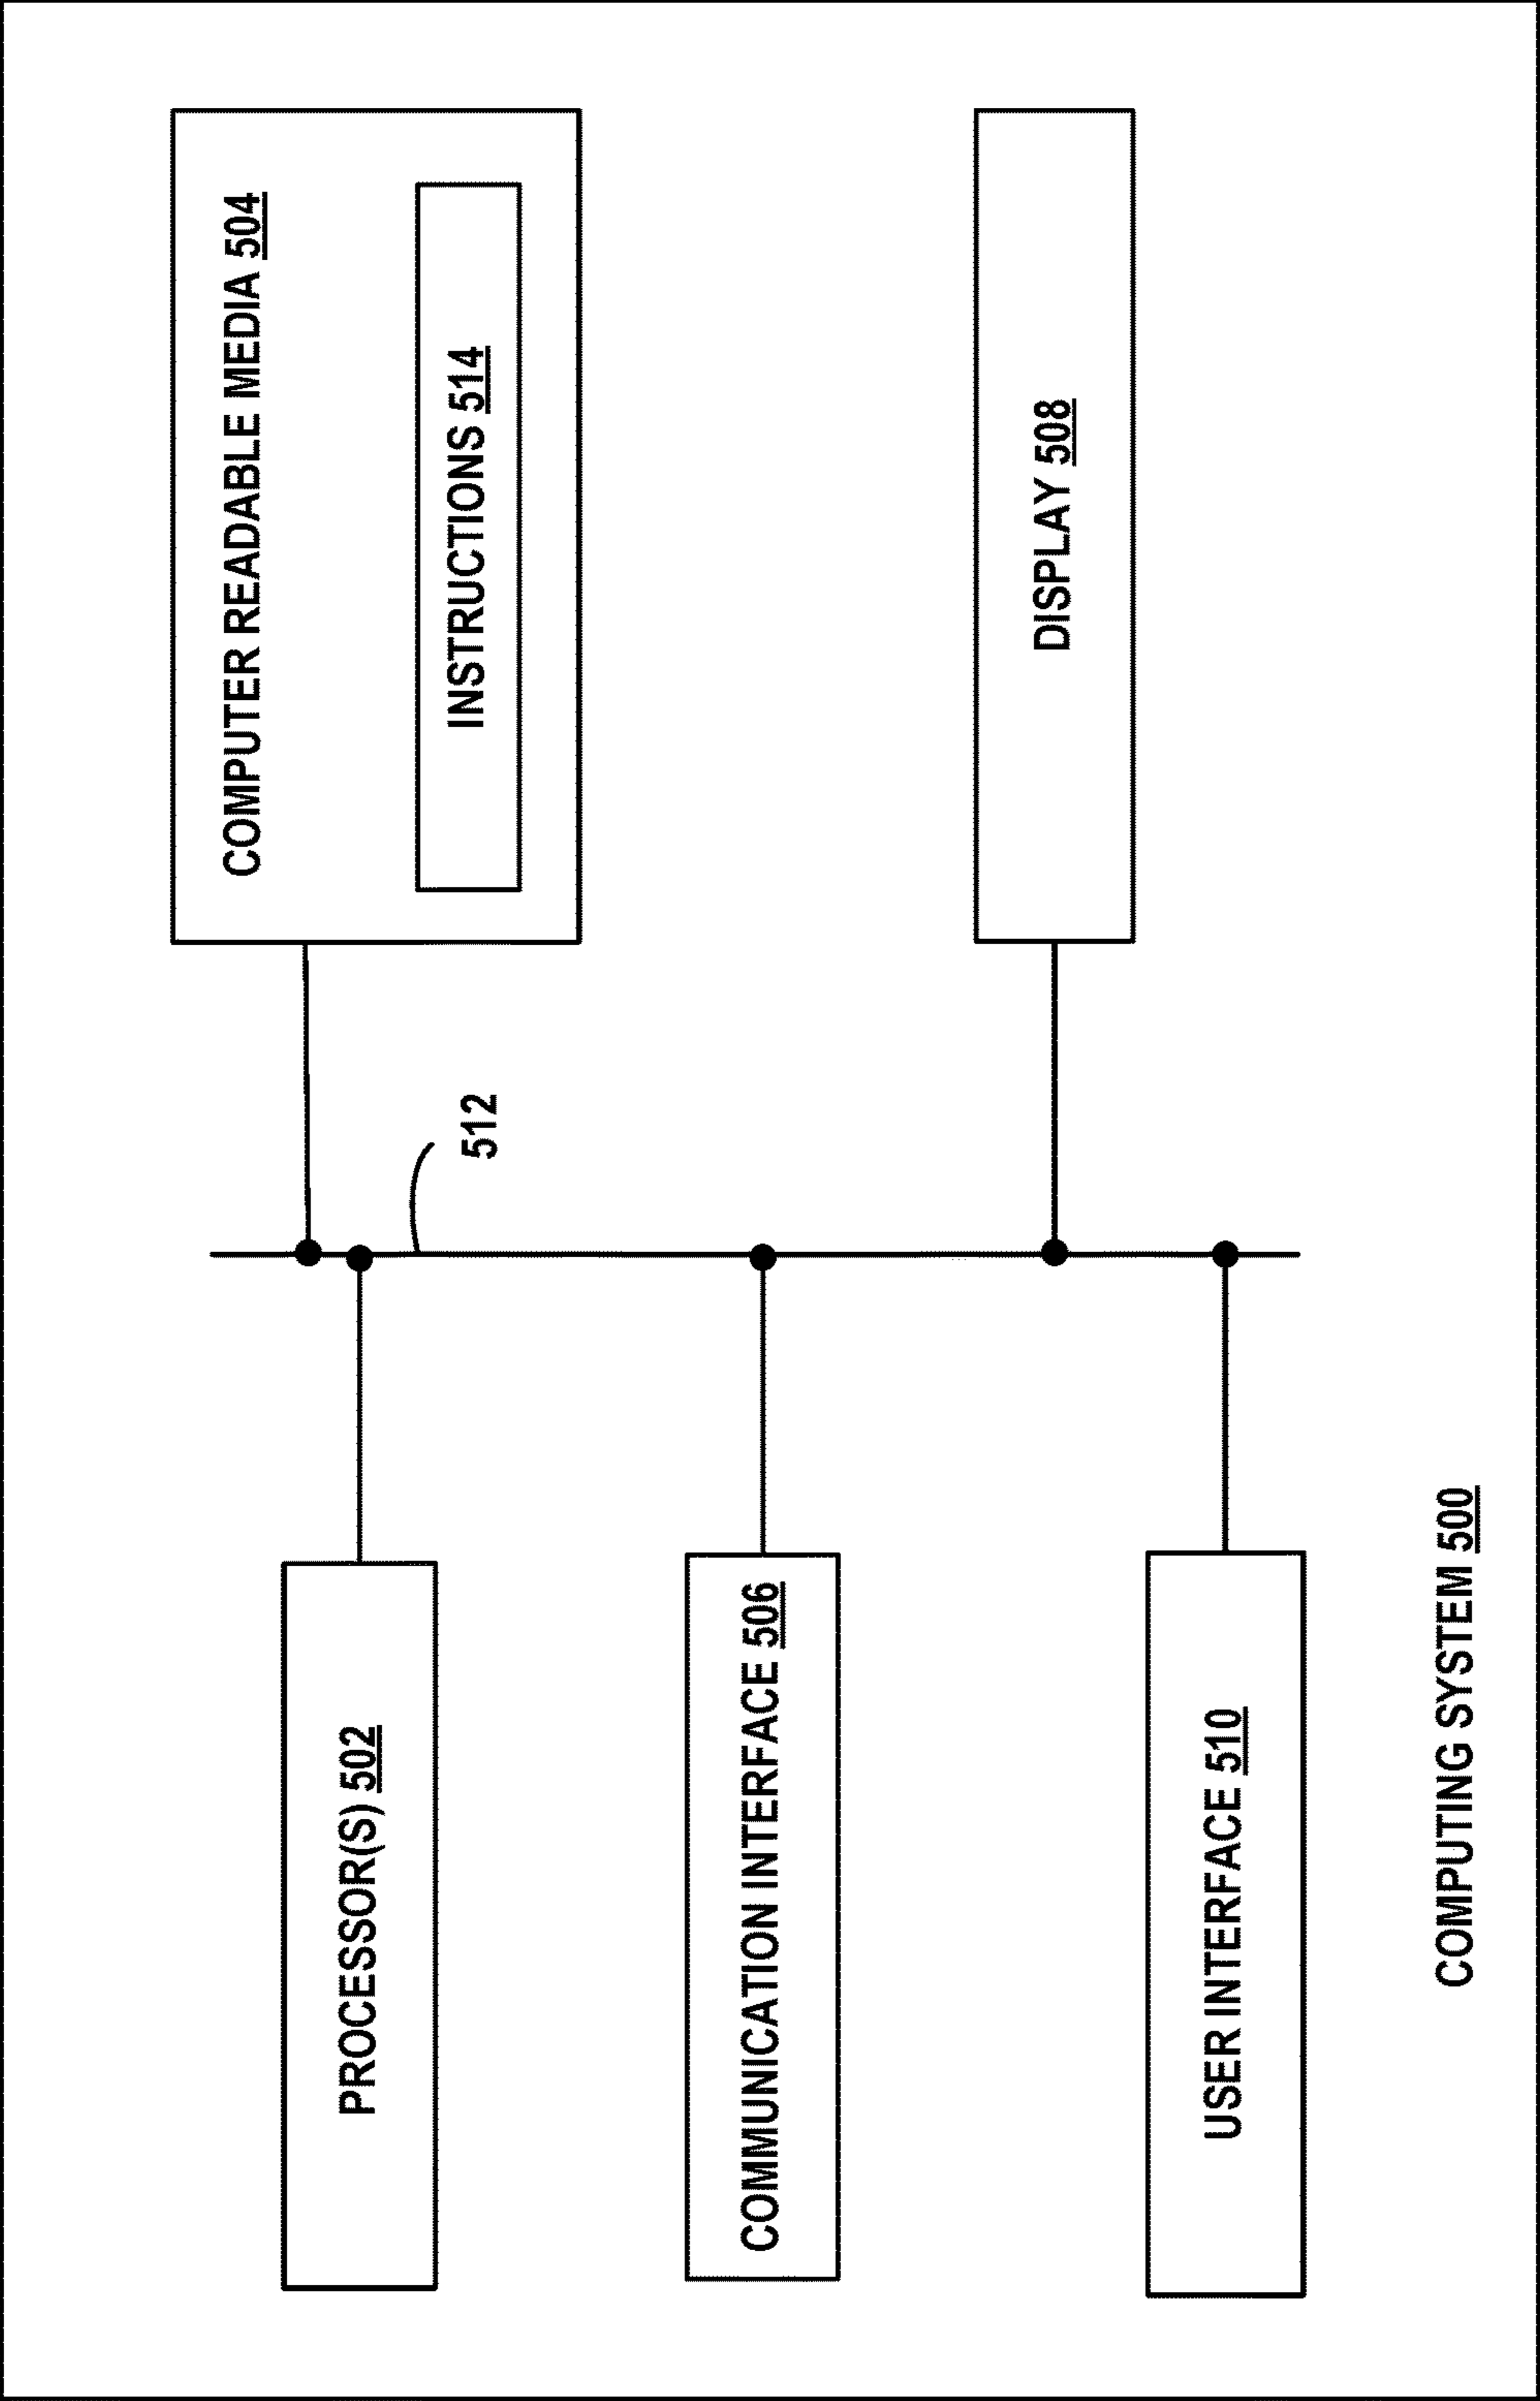 PROCESSOR(S) 502
COMPUTER READABLE MEDIA 504
INSTRUCTIONS 514
512
COMMUNICATION INTERFACE 506
DISPLAY 508
USER INTERFACE 510
COMPUTING SYSTEM 500